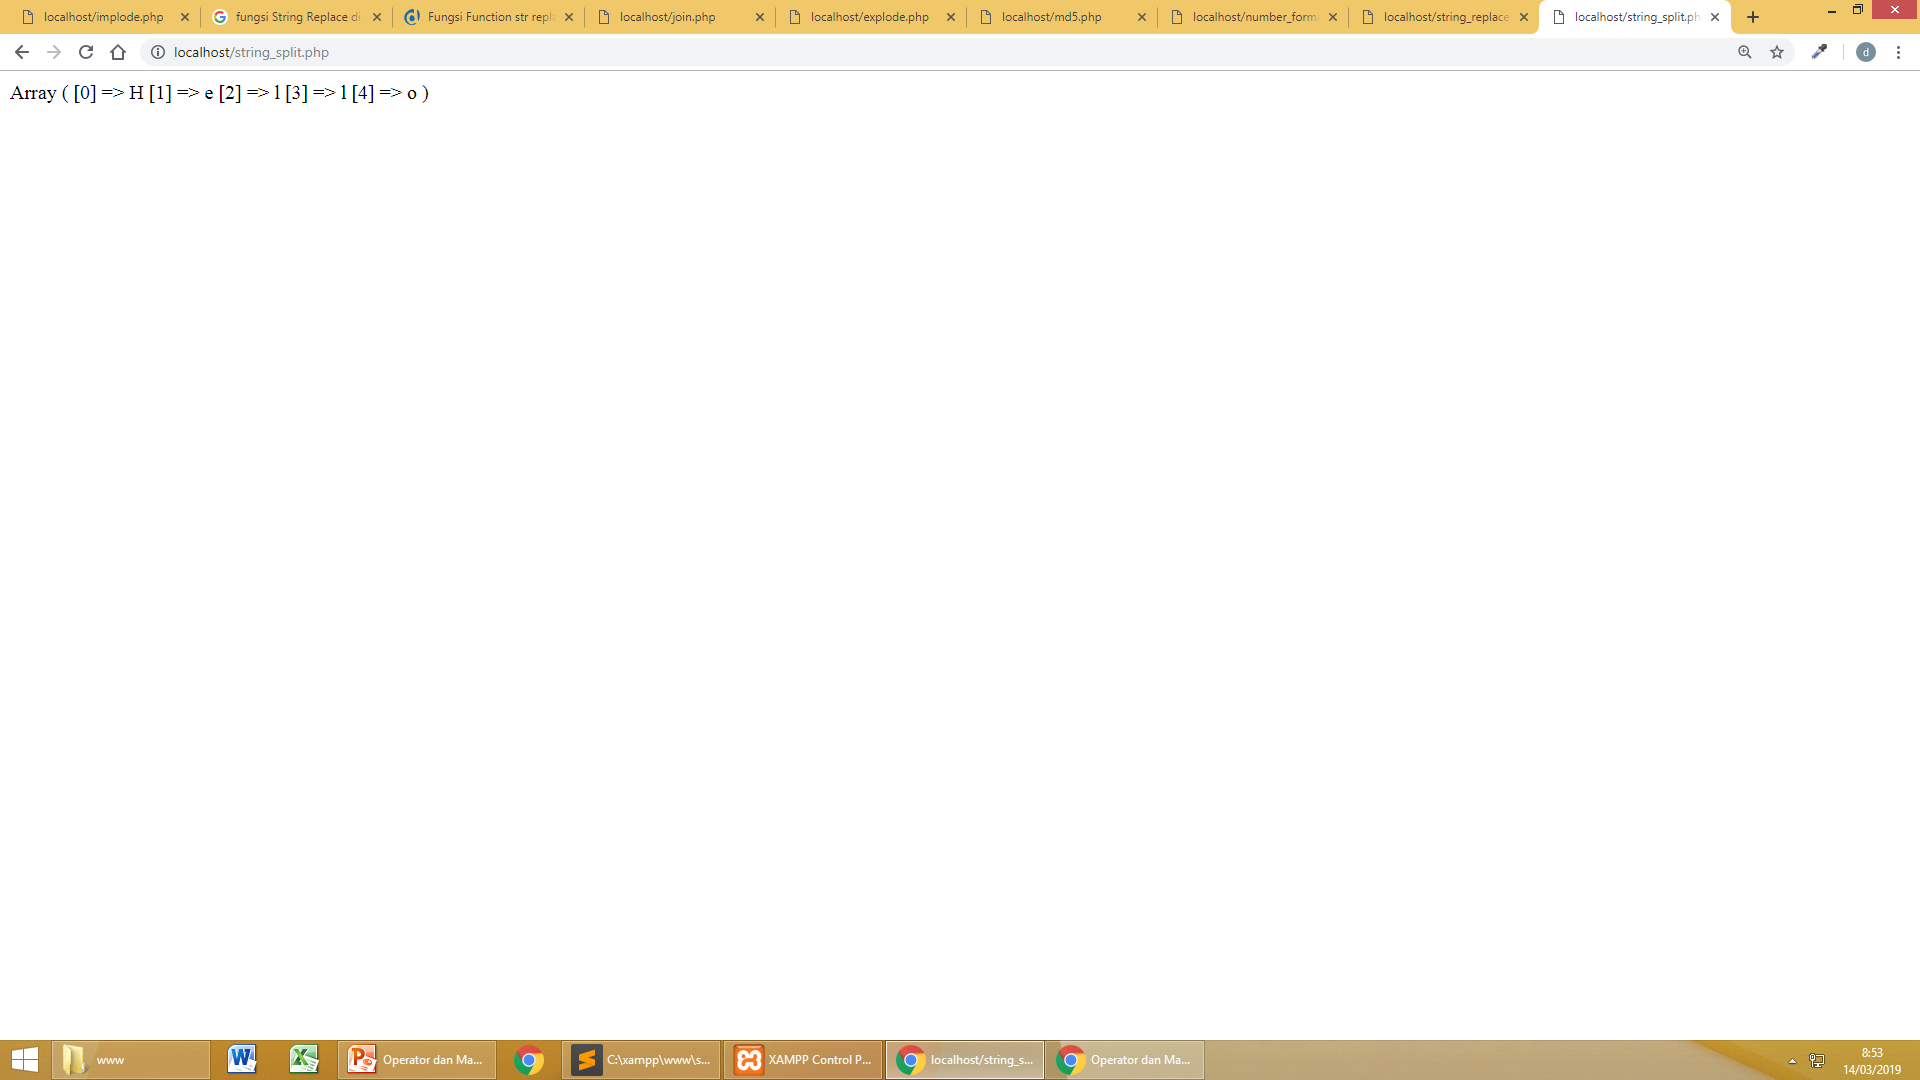 localhost/implode.php
fungsi String Replace di
Fungsi Function str repla
localhost/join.php
localhost/explode.php
localhost/md5.php
localhost/number_forma
localhost/string_replace
localhost/string_split.ph
localhost/string_split.php
d
Array ( [0] => H [1] => e [2] => l [3] => l [4] => o )
www
Operator dan Ma...
C:\xampp\www\s...
XAMPP Control P...
localhost/string_s...
Operator dan Ma...
8:53
14/03/2019